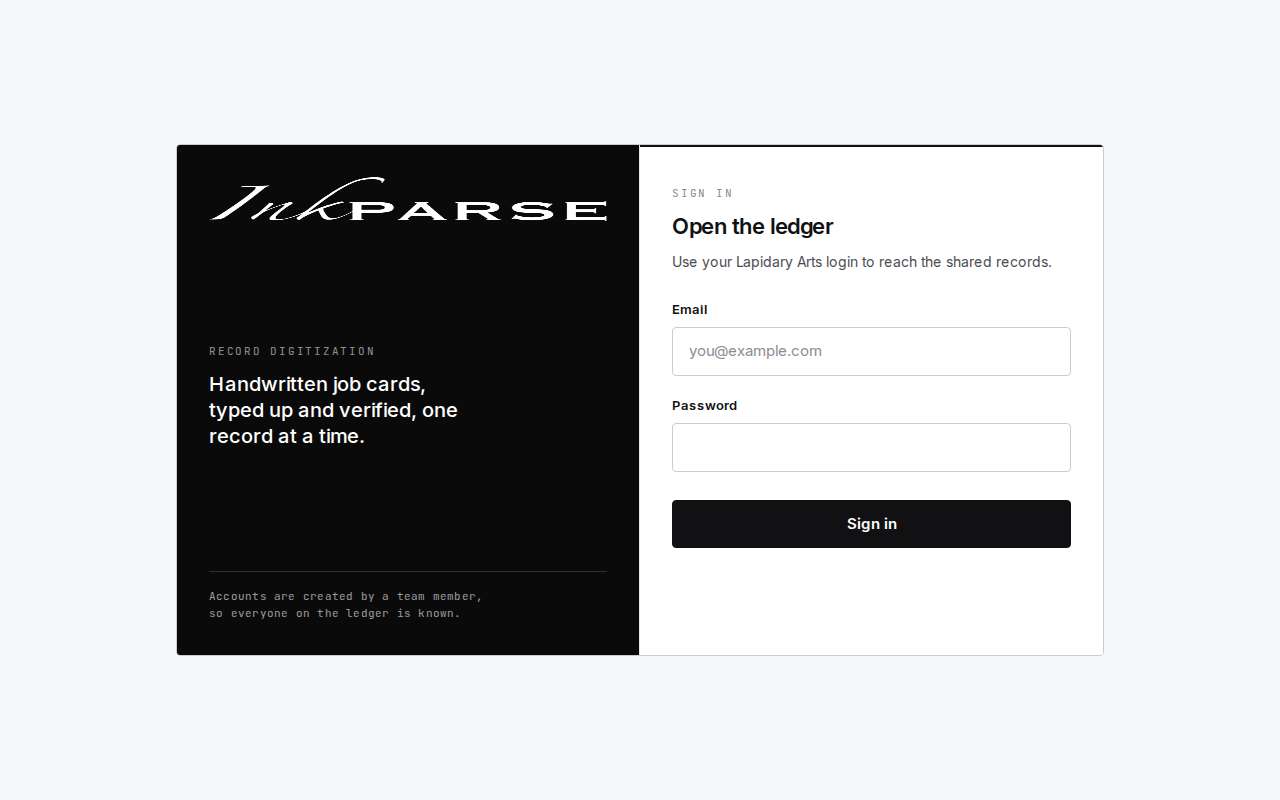 InkPARSE
RECORD DIGITIZATION
Handwritten job cards,
typed up and verified, one
record at a time.
Accounts are created by a team member,
so everyone on the ledger is known.
SIGN IN
Open the ledger
Use your Lapidary Arts login to reach the shared records.
Email
you@example.com
Password
Sign in